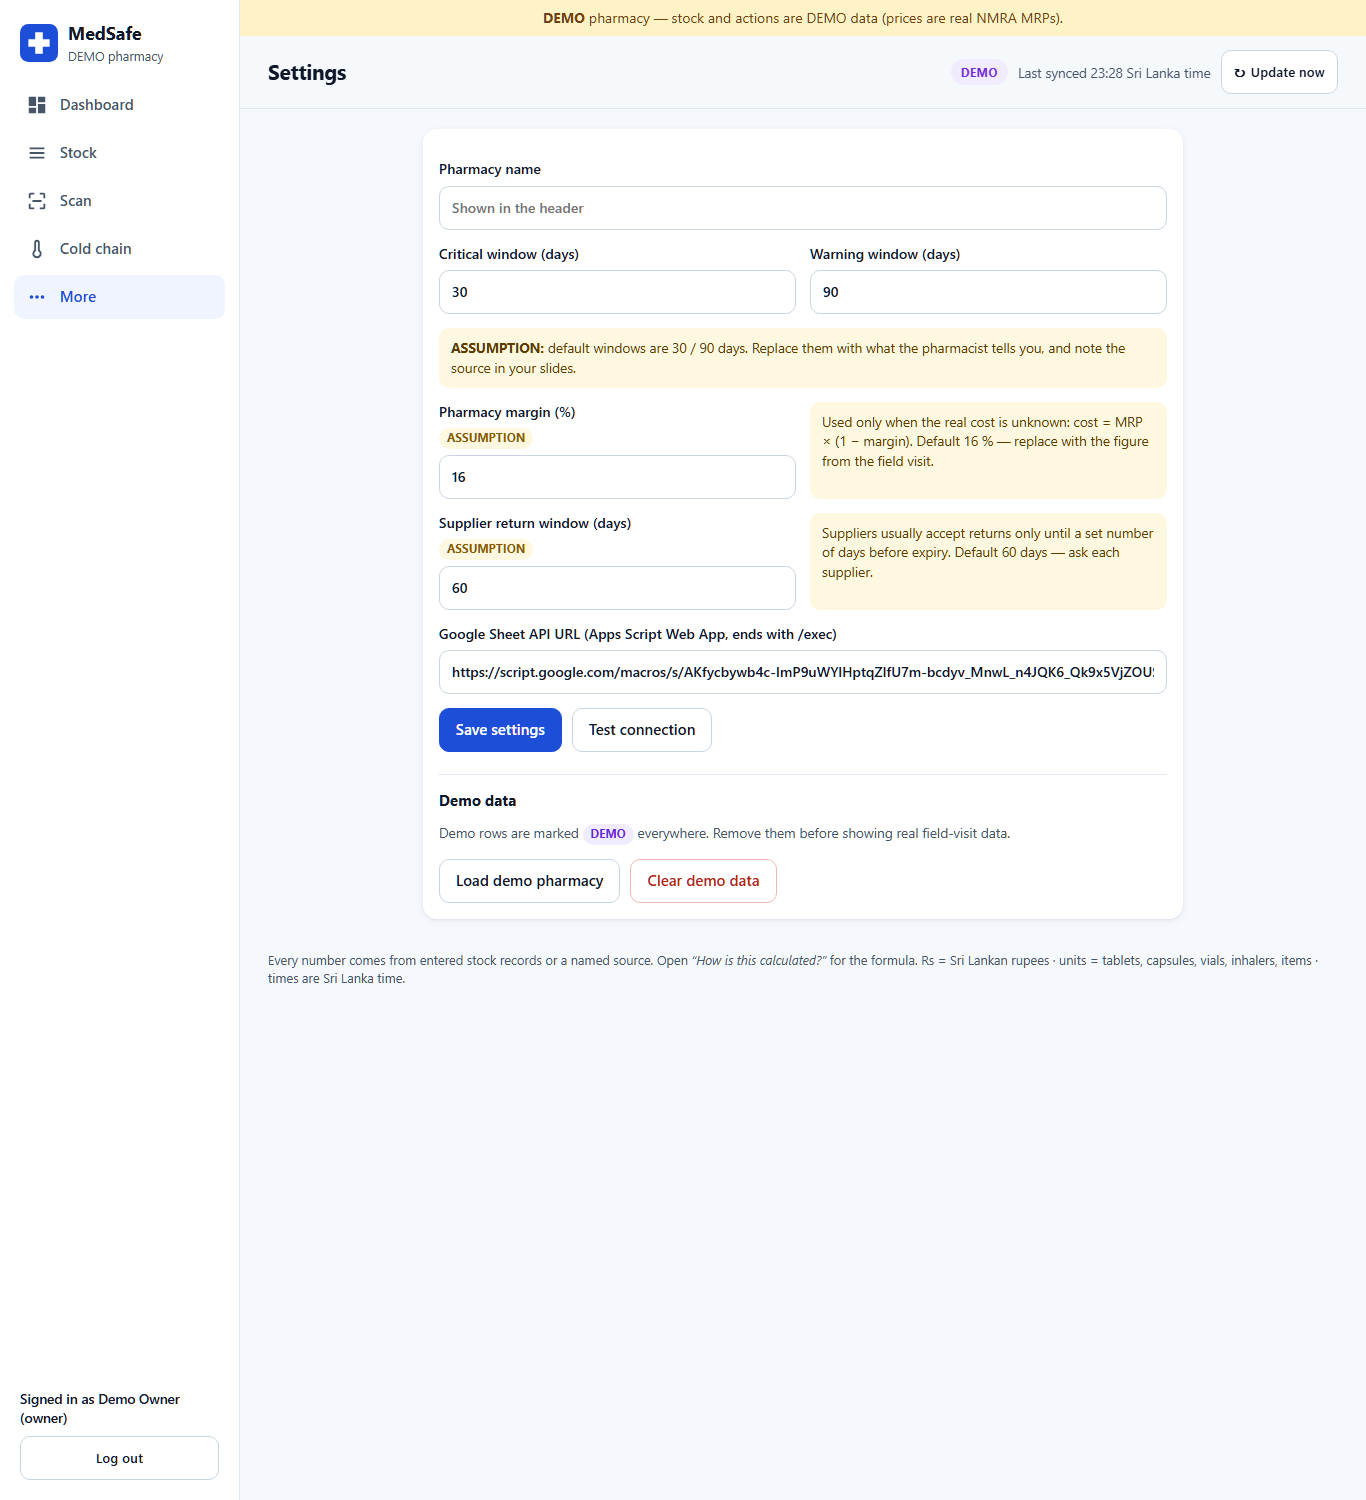 MedSafe
DEMO pharmacy
Dashboard
Stock
Scan
Cold chain
More
Signed in as Demo Owner
(owner)
Log out
DEMO pharmacy — stock and actions are DEMO data (prices are real NMRA MRPs).
Settings
DEMO
Last synced 23:28 Sri Lanka time
↻ Update now
Pharmacy name
Shown in the header
Critical window (days)
Warning window (days)
30
90
ASSUMPTION: default windows are 30 / 90 days. Replace them with what the pharmacist tells you, and note the
source in your slides.
Pharmacy margin (%)
ASSUMPTION
16
Used only when the real cost is unknown: cost = MRP
× (1 − margin). Default 16 % — replace with the figure
from the field visit.
Supplier return window (days)
ASSUMPTION
60
Suppliers usually accept returns only until a set number
of days before expiry. Default 60 days — ask each
supplier.
Google Sheet API URL (Apps Script Web App, ends with /exec)
Save settings
Test connection
Demo data
Demo rows are marked DEMO everywhere. Remove them before showing real field-visit data.
Load demo pharmacy
Clear demo data
Every number comes from entered stock records or a named source. Open “How is this calculated?” for the formula. Rs = Sri Lankan rupees · units = tablets, capsules, vials, inhalers, items ·
times are Sri Lanka time.